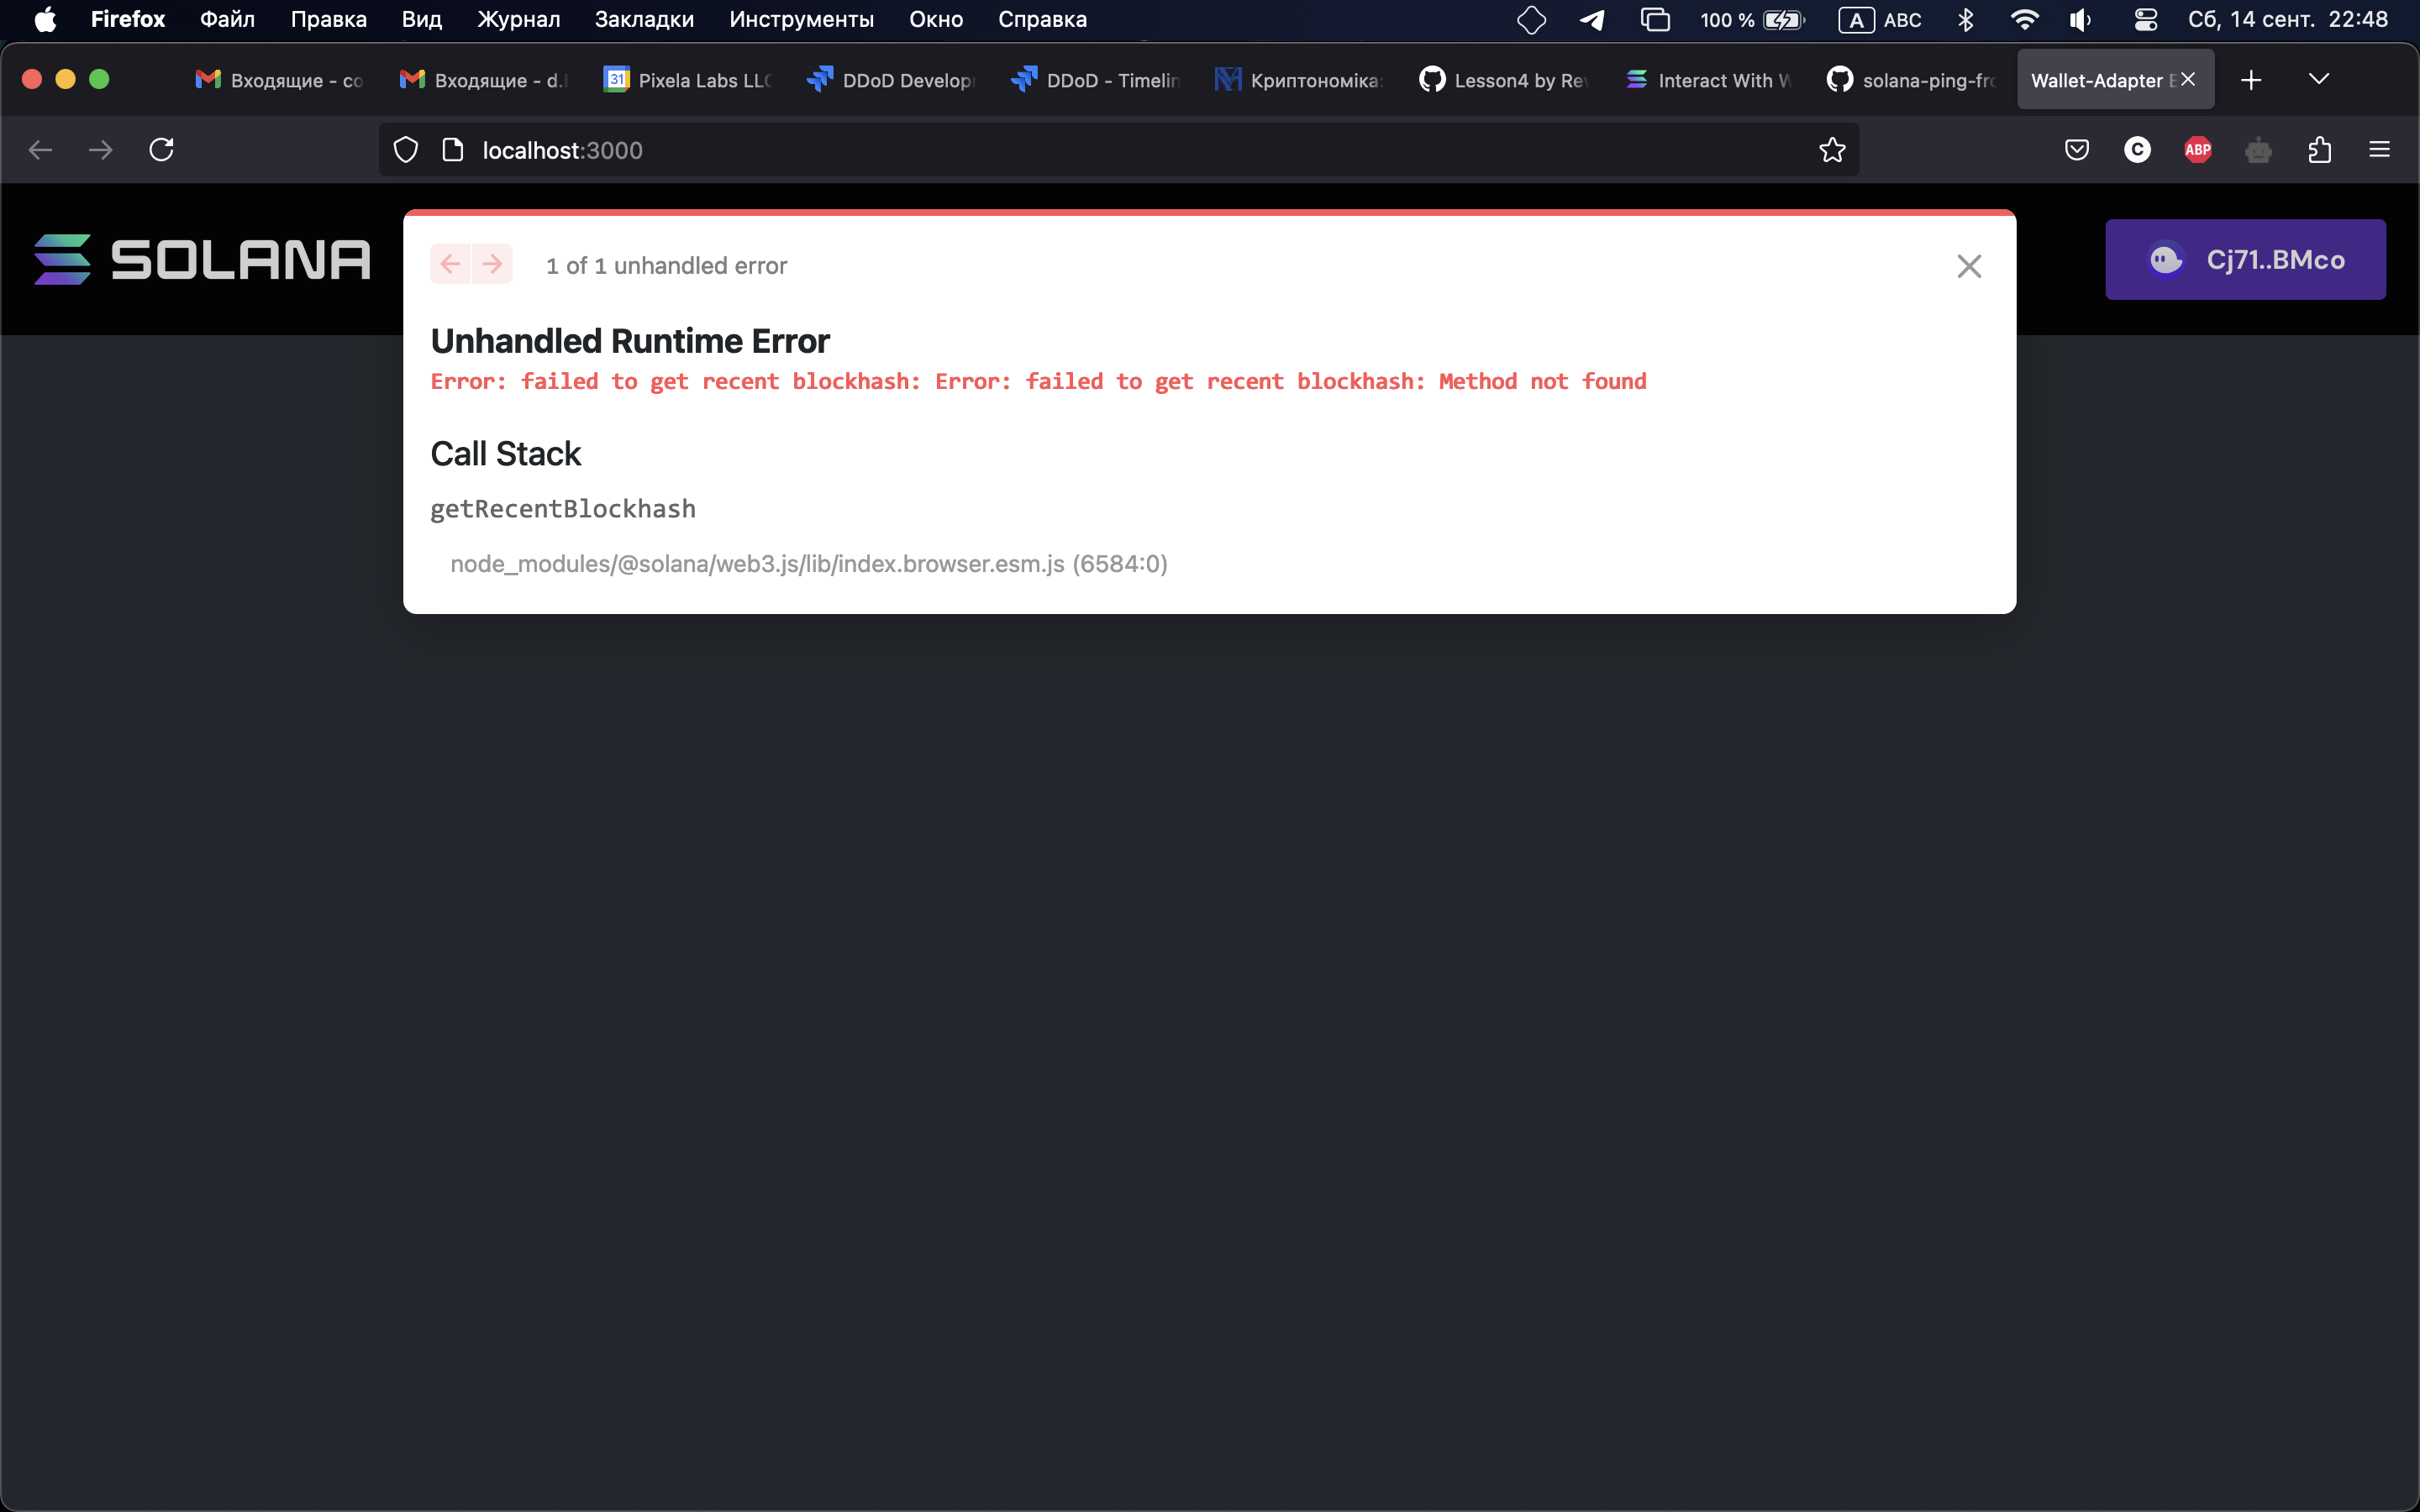 Firefox Файл Правка Вид Журнал Закладки Инструменты Окно Справка 100 % A ABC Сб, 14 сент. 22:48
Входящие - co Входящие - d. 31 Pixela Labs LLC DDoD Develop DDoD - Timelin Криптономіка: Lesson4 by Re Interact With W solana-ping-fro Wallet-Adapter E
localhost:3000 C ABP
SOLANA
1 of 1 unhandled error
Cj71..BMco
Unhandled Runtime Error
Error: failed to get recent blockhash: Error: failed to get recent blockhash: Method not found
Call Stack
getRecentBlockhash
node_modules/@solana/web3.js/lib/index.browser.esm.js (6584:0)